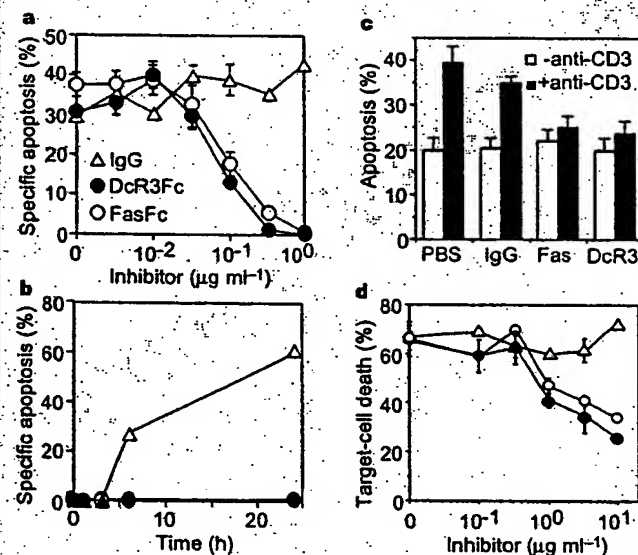 a
Specific apoptosis (%)
50
40
30
20
10
0
△ IgG
● DcR3Fc
○ FasFc
0 10⁻² 10⁻¹ 10⁰
Inhibitor (µg ml⁻¹)
b
Specific apoptosis (%)
80
60
40
20
0
0 10 20
Time (h)
c
Apoptosis (%)
40
30
20
10
0
□ -anti-CD3
■ +anti-CD3
PBS IgG Fas DcR3
d
Target-cell death (%)
80
60
40
20
0
0 10⁻¹ 10⁰ 10¹
Inhibitor (µg ml⁻¹)